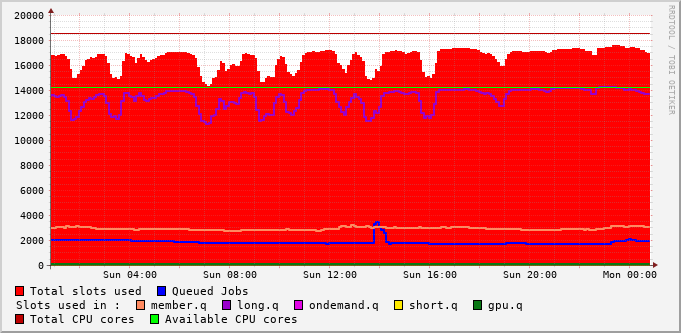 20000
18000
16000
14000
12000
10000
8000
6000
4000
2000
0
Sun 04:00 Sun 08:00 Sun 12:00 Sun 16:00 Sun 20:00 Mon 00:00
RRDTOOL / TOBI OETIKER
Total slots used Queued Jobs
Slots used in : member.q long.q ondemand.q short.q gpu.q
Total CPU cores Available CPU cores